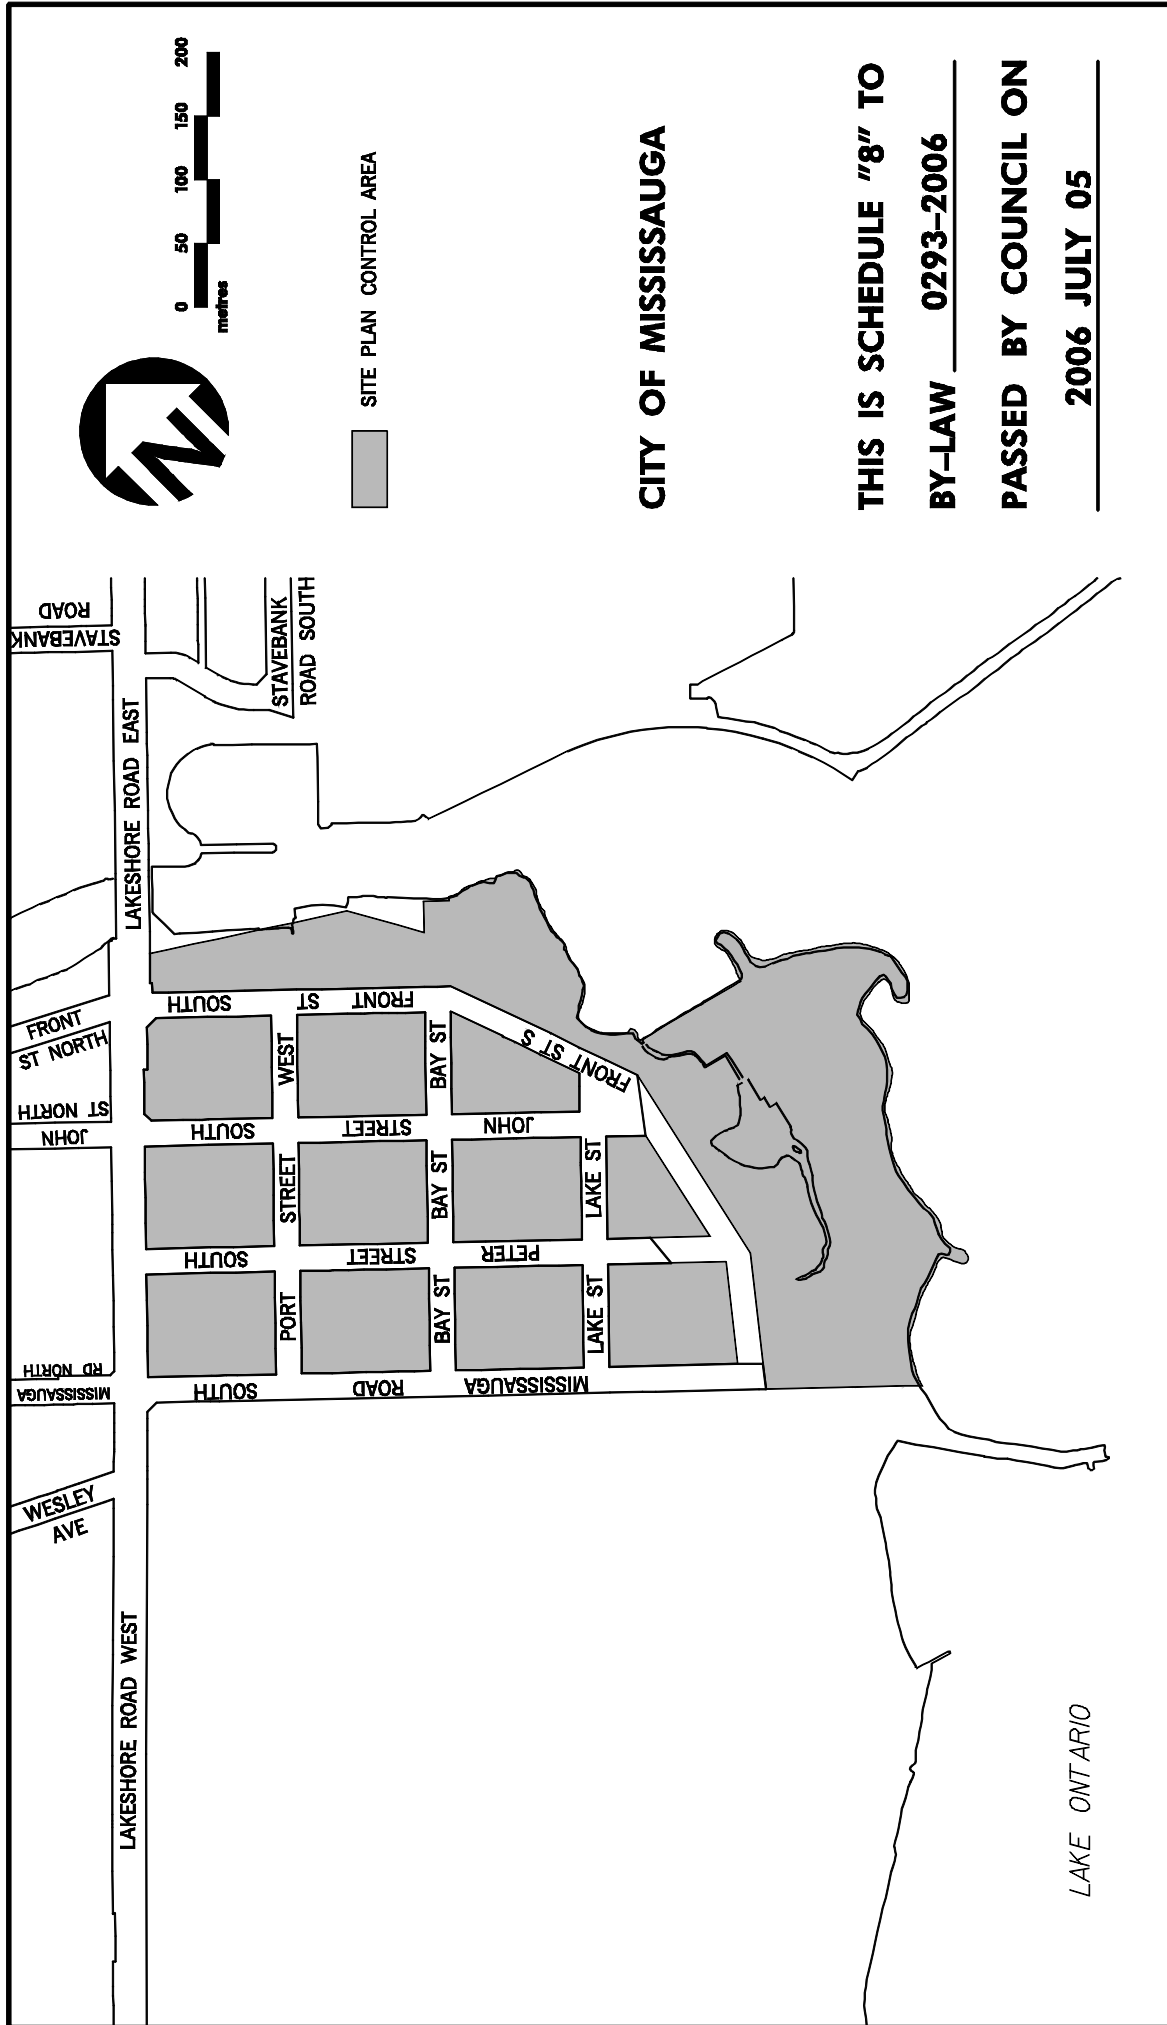 STAVEBANK
ROAD
LAKESHORE ROAD EAST
STAVEBANK
ROAD SOUTH
FRONT
ST NORTH
JOHN
ST NORTH
MISSISSAUGA
RD NORTH
WESLEY
AVE
LAKESHORE ROAD WEST
FRONT ST SOUTH
FRONT ST S
JOHN STREET SOUTH
PETER STREET SOUTH
MISSISSAUGA ROAD SOUTH
PORT STREET WEST
BAY ST
BAY ST
BAY ST
LAKE ST
LAKE ST
LAKE ONTARIO
N
0 50 100 150 200
metres
SITE PLAN CONTROL AREA
CITY OF MISSISSAUGA
THIS IS SCHEDULE "8" TO
BY-LAW 0293-2006
PASSED BY COUNCIL ON
2006 JULY 05